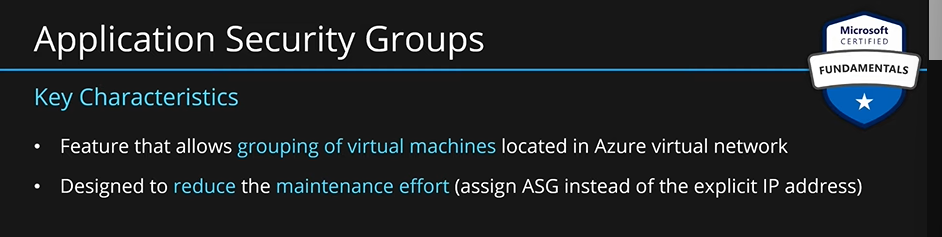 Application Security Groups
Microsoft
CERTIFIED
FUNDAMENTALS
Key Characteristics
• Feature that allows grouping of virtual machines located in Azure virtual network
• Designed to reduce the maintenance effort (assign ASG instead of the explicit IP address)